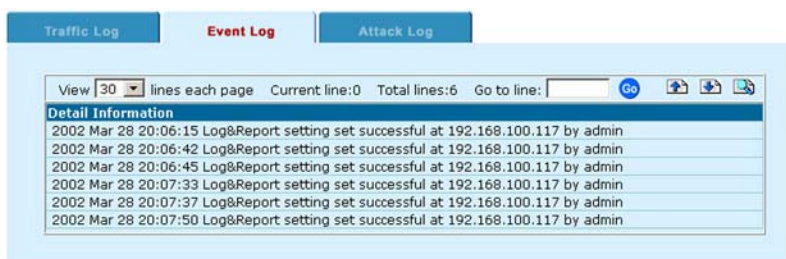 Traffic Log Event Log Attack Log
View 30 lines each page Current line:0 Total lines:6 Go to line: Go
Detail Information
2002 Mar 28 20:06:15 Log&Report setting set successful at 192.168.100.117 by admin
2002 Mar 28 20:06:42 Log&Report setting set successful at 192.168.100.117 by admin
2002 Mar 28 20:06:45 Log&Report setting set successful at 192.168.100.117 by admin
2002 Mar 28 20:07:33 Log&Report setting set successful at 192.168.100.117 by admin
2002 Mar 28 20:07:37 Log&Report setting set successful at 192.168.100.117 by admin
2002 Mar 28 20:07:50 Log&Report setting set successful at 192.168.100.117 by admin